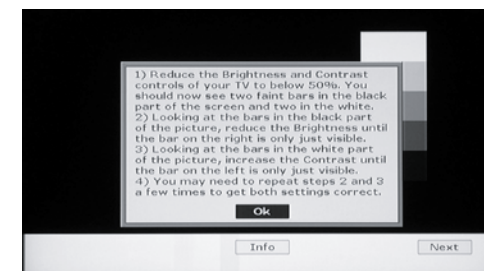 1) Reduce the Brightness and Contrast
controls of your TV to below 50%. You
should now see two faint bars in the black
part of the screen and two in the white.
2) Looking at the bars in the black part
of the picture, reduce the Brightness until
the bar on the right is only just visible.
3) Looking at the bars in the white part
of the picture, increase the Contrast until
the bar on the left is only just visible.
4) You may need to repeat steps 2 and 3
a few times to get both settings correct.
Ok
Info
Next